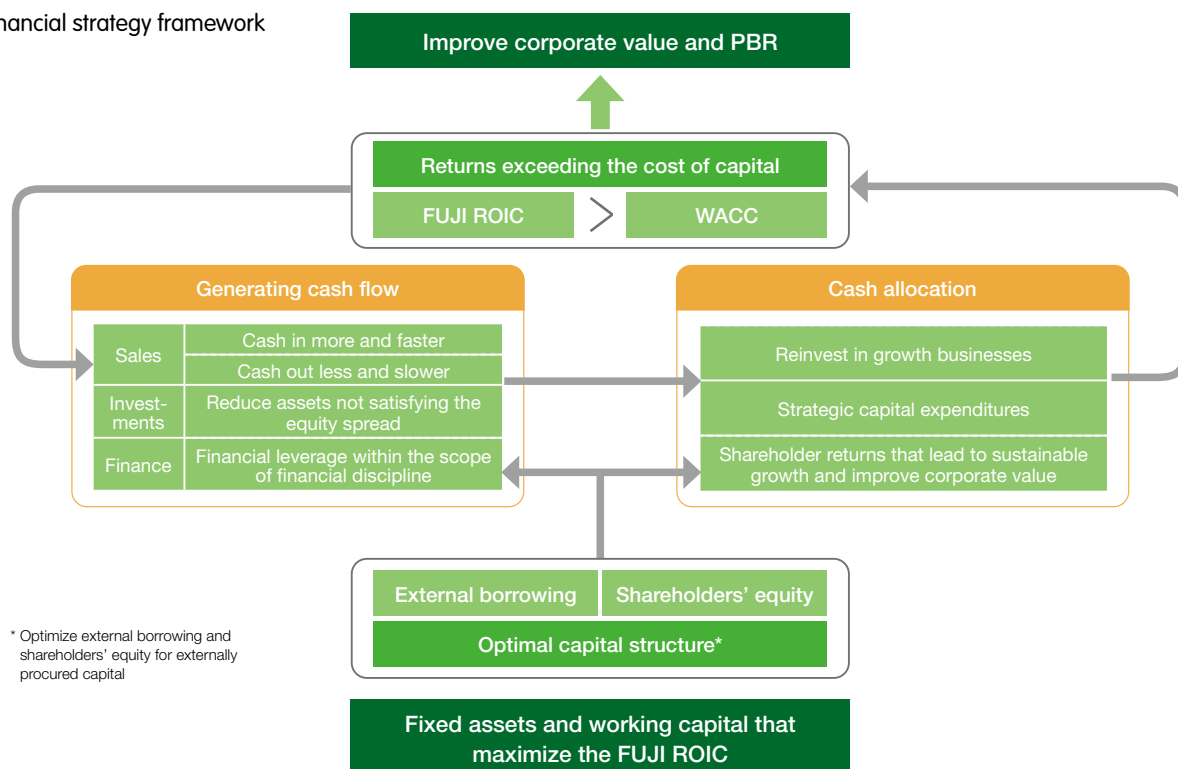 nancial strategy framework
Improve corporate value and PBR
Returns exceeding the cost of capital
FUJI ROIC
>
WACC
Generating cash flow
Sales
Cash in more and faster
Cash out less and slower
Invest-
ments
Reduce assets not satisfying the
equity spread
Finance
Financial leverage within the scope
of financial discipline
Cash allocation
Reinvest in growth businesses
Strategic capital expenditures
Shareholder returns that lead to sustainable
growth and improve corporate value
External borrowing
Shareholders’ equity
Optimal capital structure*
* Optimize external borrowing and
shareholders’ equity for externally
procured capital
Fixed assets and working capital that
maximize the FUJI ROIC